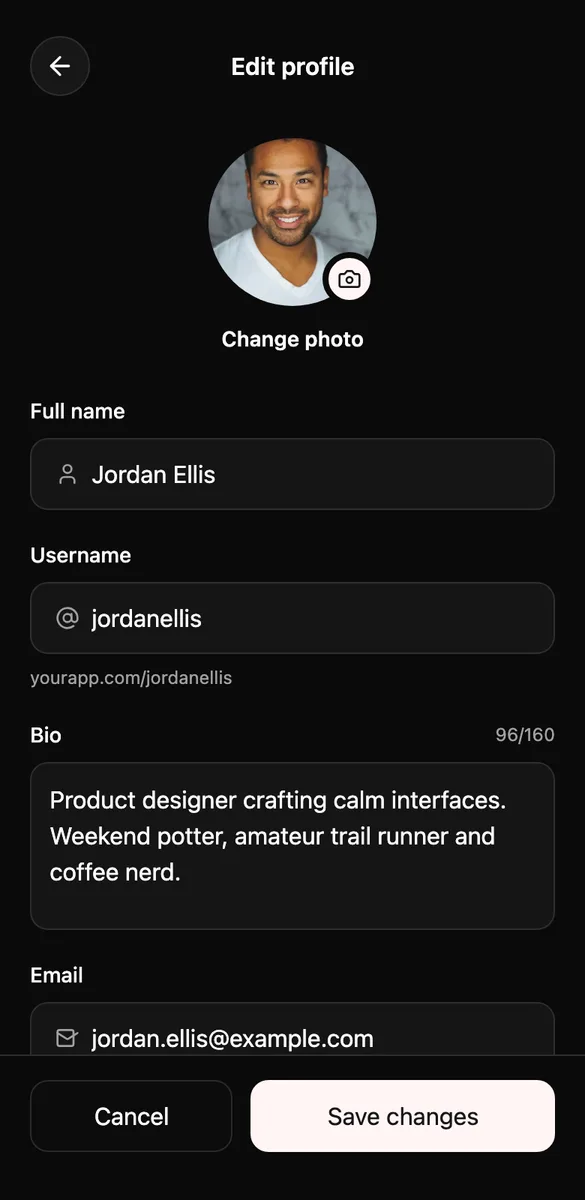 Edit profile
Change photo
Full name
Jordan Ellis
Username
@ jordanellis
yourapp.com/jordanellis
Bio
96/160
Product designer crafting calm interfaces.
Weekend potter, amateur trail runner and
coffee nerd.
Email
jordan.ellis@example.com
Cancel
Save changes